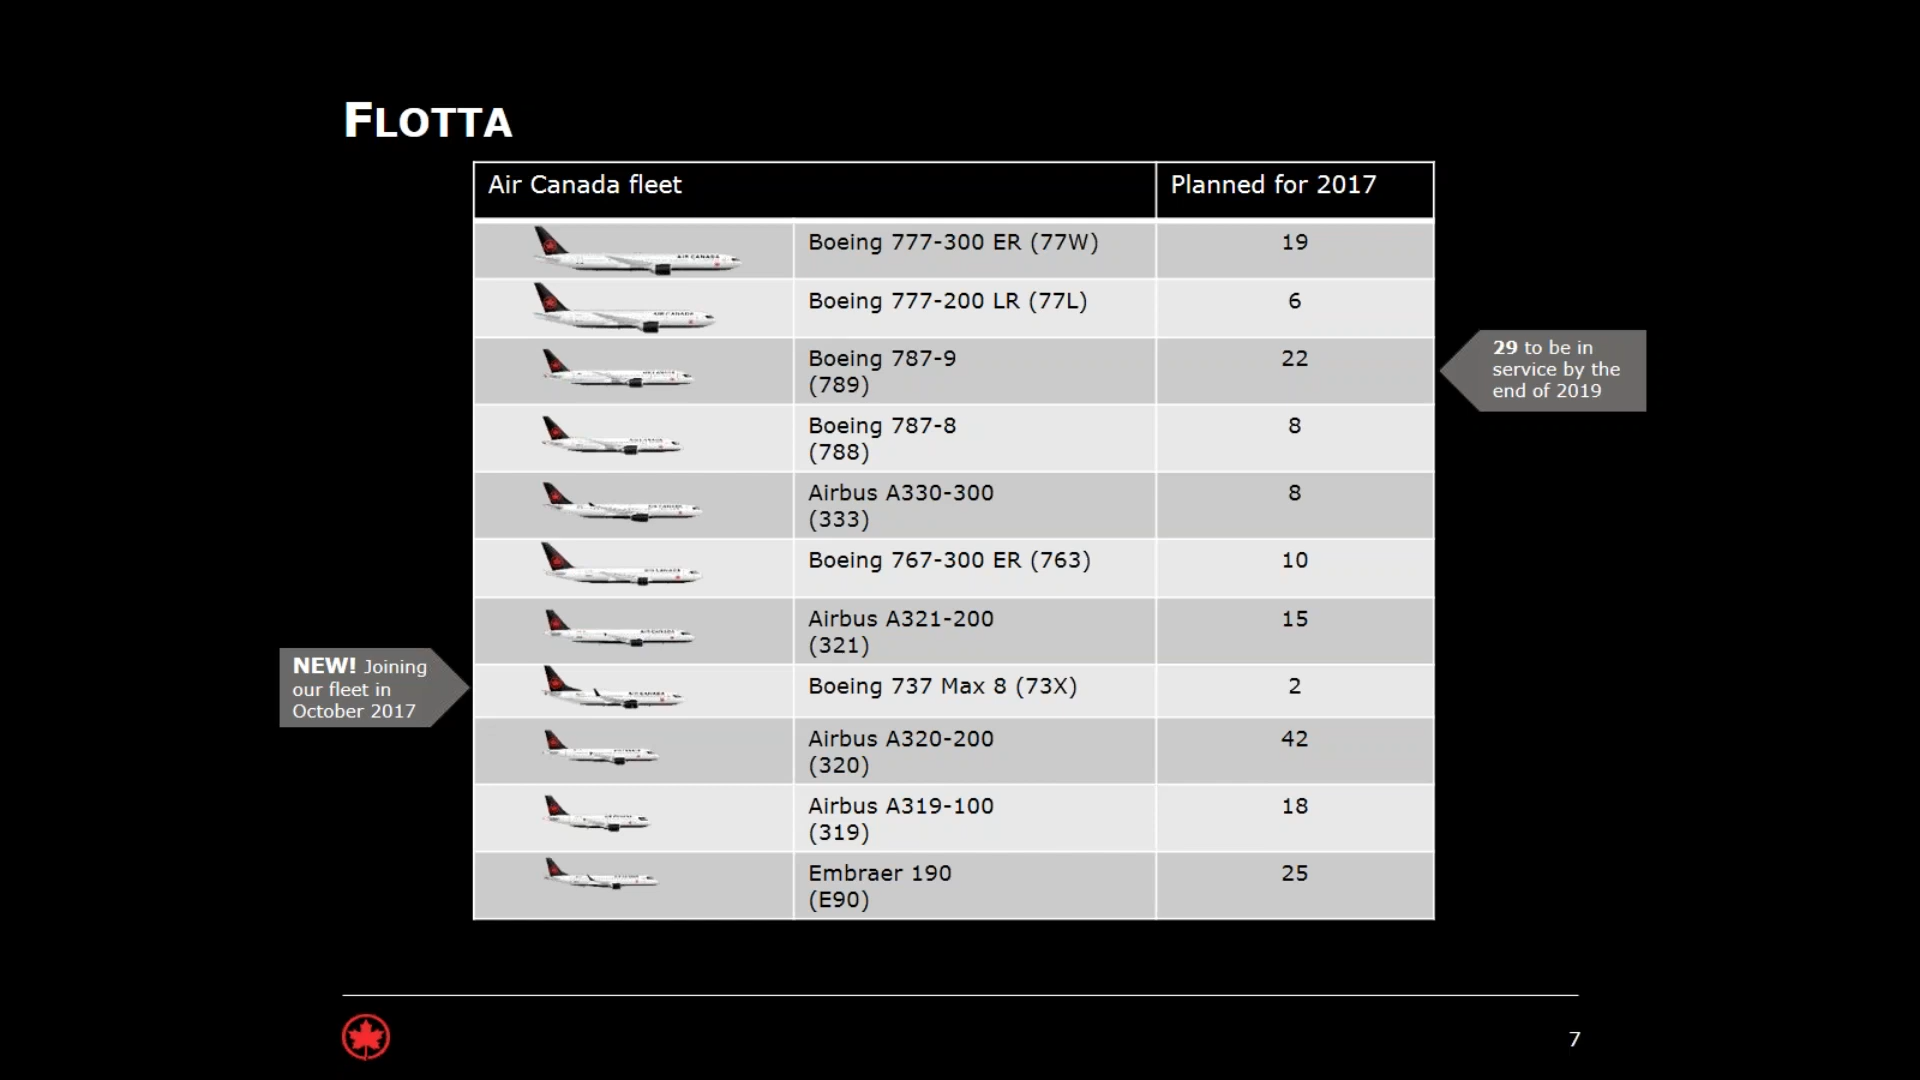 FLOTTA
Air Canada fleet Planned for 2017
Boeing 777-300 ER (77W) 19
Boeing 777-200 LR (77L) 6
Boeing 787-9 22
(789)
29 to be in
service by the
end of 2019
Boeing 787-8 8
(788)
Airbus A330-300 8
(333)
Boeing 767-300 ER (763) 10
Airbus A321-200 15
(321)
NEW! Joining
our fleet in
October 2017
Boeing 737 Max 8 (73X) 2
Airbus A320-200 42
(320)
Airbus A319-100 18
(319)
Embraer 190 25
(E90)
7